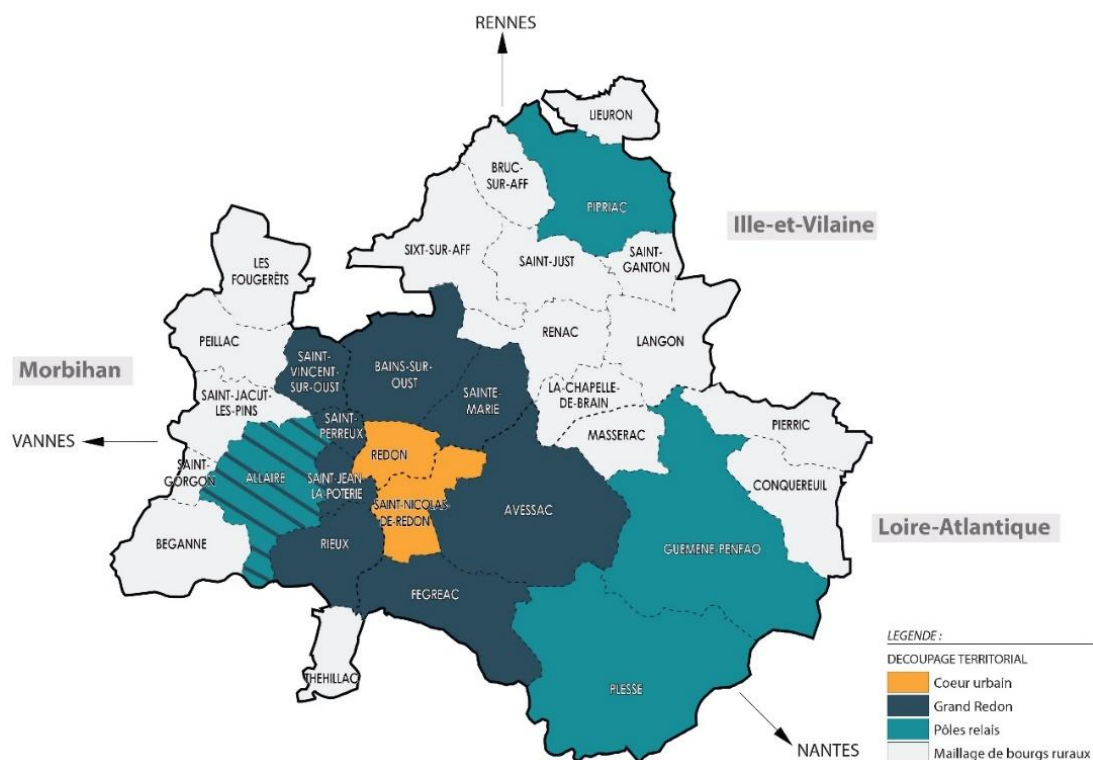 RENNES
LIEURON
BRUC-
SUR-AFF
PIPRIAC
Ille-et-Vilaine
SIXT-SUR-AFF
SAINT-JUST
SAINT-
GANTON
LES
FOUGERÊTS
RENAC
LANGON
PEILLAC
Morbihan
SAINT-
VINCENT-
SUR-OUST
BAINS-SUR-
OUST
SAINTE-
MARIE
LA-CHAPELLE-
DE-BRAIN
SAINT-JACUT-
LES-PINS
SAINT-
PERREUX
MASSERAC
PIERRIC
VANNES
REDON
SAINT-
GORGON
ALLAIRE
SAINT-JEAN
LA-POTERIE
SAINT-NICOLAS-
DE-REDON
AVESSAC
CONQUEREUIL
Loire-Atlantique
BEGANNE
RIEUX
GUEMENE-PENFAO
FEGREAC
THEHILLAC
PLESSE
NANTES
LEGENDE :
DECOUPAGE TERRITORIAL
Coeur urbain
Grand Redon
Pôles relais
Maillage de bourgs ruraux